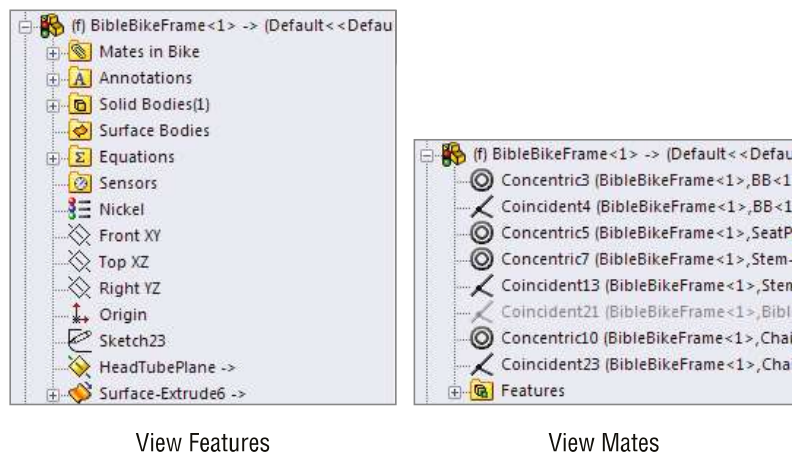 (f) BibleBikeFrame<1> -> (Default<<Defau
Mates in Bike
Annotations
Solid Bodies(1)
Surface Bodies
Equations
Sensors
Nickel
Front XY
Top XZ
Right YZ
Origin
Sketch23
HeadTubePlane ->
Surface-Extrude6 ->
View Features
(f) BibleBikeFrame<1> -> (Default<<Defau
Concentric3 (BibleBikeFrame<1>,BB<1
Coincident4 (BibleBikeFrame<1>,BB<1
Concentric5 (BibleBikeFrame<1>,SeatP
Concentric7 (BibleBikeFrame<1>,Stem-
Coincident13 (BibleBikeFrame<1>,Stem
Coincident21 (BibleBikeFrame<1>,Bibl
Concentric10 (BibleBikeFrame<1>,Chai
Coincident23 (BibleBikeFrame<1>,Chai
Features
View Mates